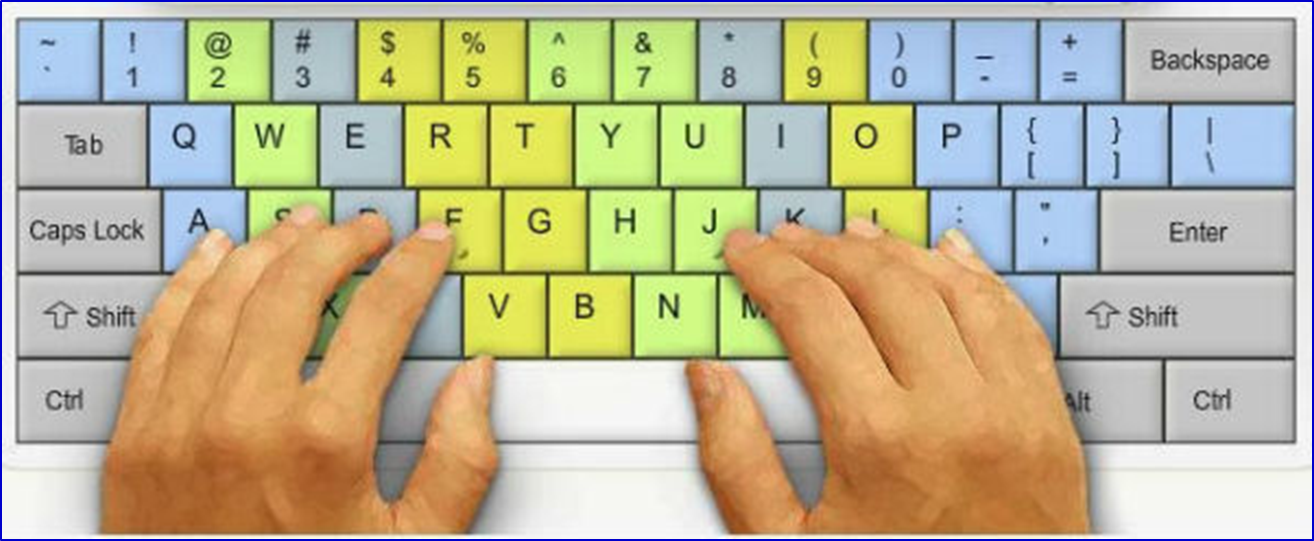 ~ ! @ # $ % ^ & * ( ) _ + Backspace
` 1 2 3 4 5 6 7 8 9 0 - =
Tab Q W E R T Y U I O P { } |
[ ] \
Caps Lock A S F G H J K : " Enter
'
⇧ Shift X V B N M ⇧ Shift
Ctrl Alt Ctrl